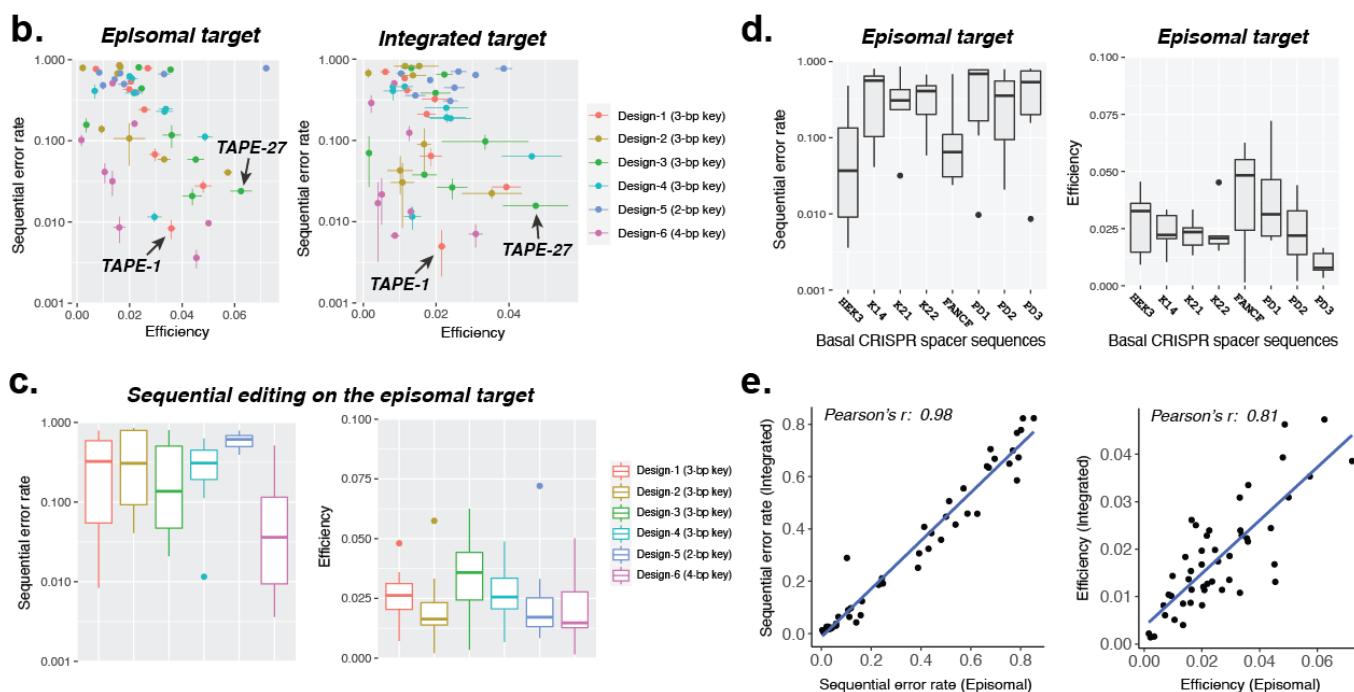 b.
Episomal target
Integrated target
Sequential error rate
1.000
0.100
0.010
0.001
0.00
0.02
0.04
0.06
Efficiency
TAPE-27
TAPE-1
Sequential error rate
1.000
0.100
0.010
0.001
0.00
0.02
0.04
Efficiency
TAPE-27
TAPE-1
Design-1 (3-bp key)
Design-2 (3-bp key)
Design-3 (3-bp key)
Design-4 (3-bp key)
Design-5 (2-bp key)
Design-6 (4-bp key)
c.
Sequential editing on the episomal target
Sequential error rate
1.000
0.100
0.010
0.001
Efficiency
0.100
0.075
0.050
0.025
0.000
Design-1 (3-bp key)
Design-2 (3-bp key)
Design-3 (3-bp key)
Design-4 (3-bp key)
Design-5 (2-bp key)
Design-6 (4-bp key)
d.
Episomal target
Episomal target
Sequential error rate
1.000
0.100
0.010
0.001
HEK3
K14
K21
K22
FANCF
PD1
PD2
PD3
Basal CRISPR spacer sequences
Efficiency
0.100
0.075
0.050
0.025
0.000
HEK3
K14
K21
K22
FANCF
PD1
PD2
PD3
Basal CRISPR spacer sequences
e.
Pearson's r: 0.98
Sequential error rate (Integrated)
0.8
0.6
0.4
0.2
0.0
0.0
0.2
0.4
0.6
0.8
Sequential error rate (Episomal)
Pearson's r: 0.81
Efficiency (Integrated)
0.04
0.03
0.02
0.01
0.00
0.00
0.02
0.04
0.06
Efficiency (Episomal)